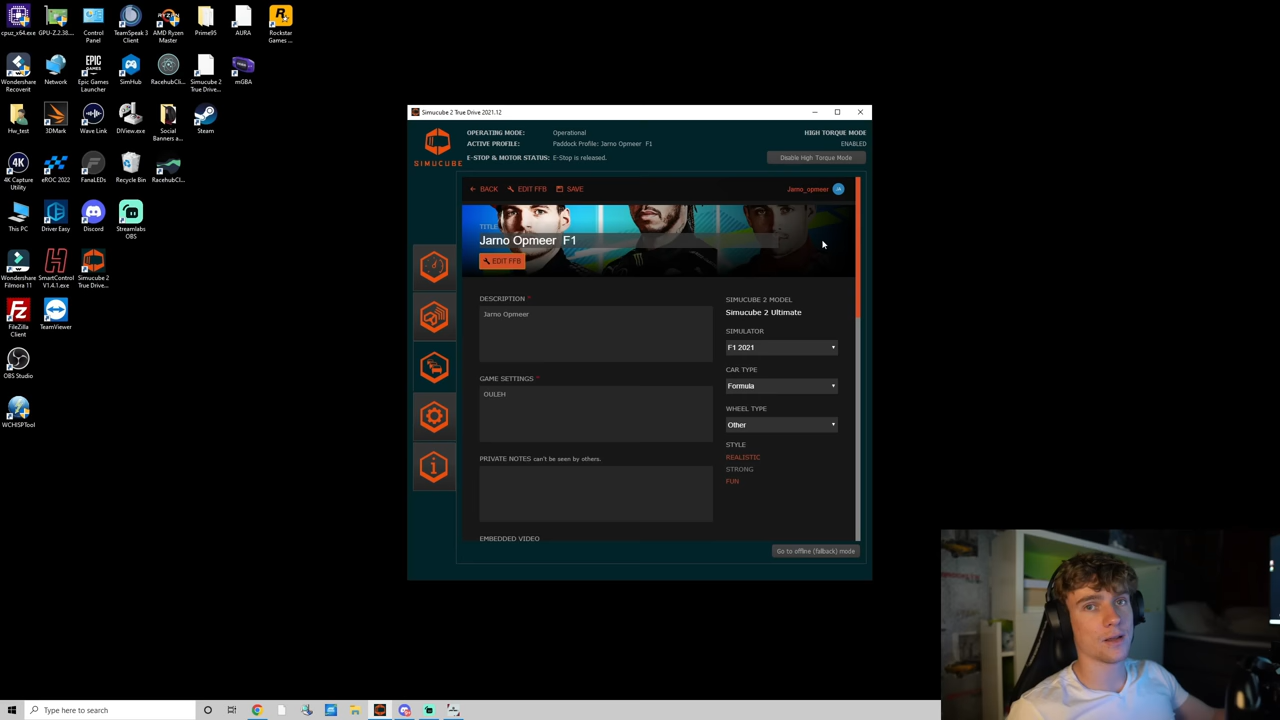 cpuz_x64.exe
GPU-Z.2.38....
Control
Panel
TeamSpeak 3
Client
AMD Ryzen
Master
Prime95
AURA
Rockstar
Games ...
Wondershare
Recoverit
Network
Epic Games
Launcher
SimHub
RacehubCli...
Simucube 2
True Drive...
mGBA
Hw_test
3DMark
Wave Link
DIView.exe
Social
Banners a...
Steam
4K Capture
Utility
eROC 2022
FanaLEDs
Recycle Bin
RacehubCl...
This PC
Driver Easy
Discord
Streamlabs
OBS
Wondershare
Filmora 11
SmartControl
V1.4.1.exe
Simucube 2
True Drive...
FileZilla
Client
TeamViewer
OBS Studio
WCHISPTool
Simucube 2 True Drive 2021.12
SIMUCUBE
OPERATING MODE: Operational
ACTIVE PROFILE: Paddock Profile: Jarno Opmeer F1
E-STOP & MOTOR STATUS: E-Stop is released.
HIGH TORQUE MODE
ENABLED
Disable High Torque Mode
BACK EDIT FFB SAVE
Jarno_opmeer JA
TITLE
Jarno Opmeer F1
EDIT FFB
DESCRIPTION *
Jarno Opmeer
GAME SETTINGS *
OULEH
PRIVATE NOTES can't be seen by others.
EMBEDDED VIDEO
SIMUCUBE 2 MODEL
Simucube 2 Ultimate
SIMULATOR
F1 2021
CAR TYPE
Formula
WHEEL TYPE
Other
STYLE
REALISTIC
STRONG
FUN
Go to offline (fallback) mode
Type here to search